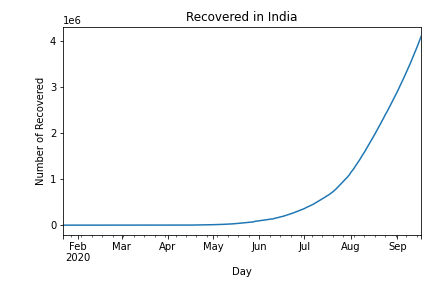 Recovered in India
1e6
4
3
2
1
0
Number of Recovered
Feb Mar Apr May Jun Jul Aug Sep
2020
Day